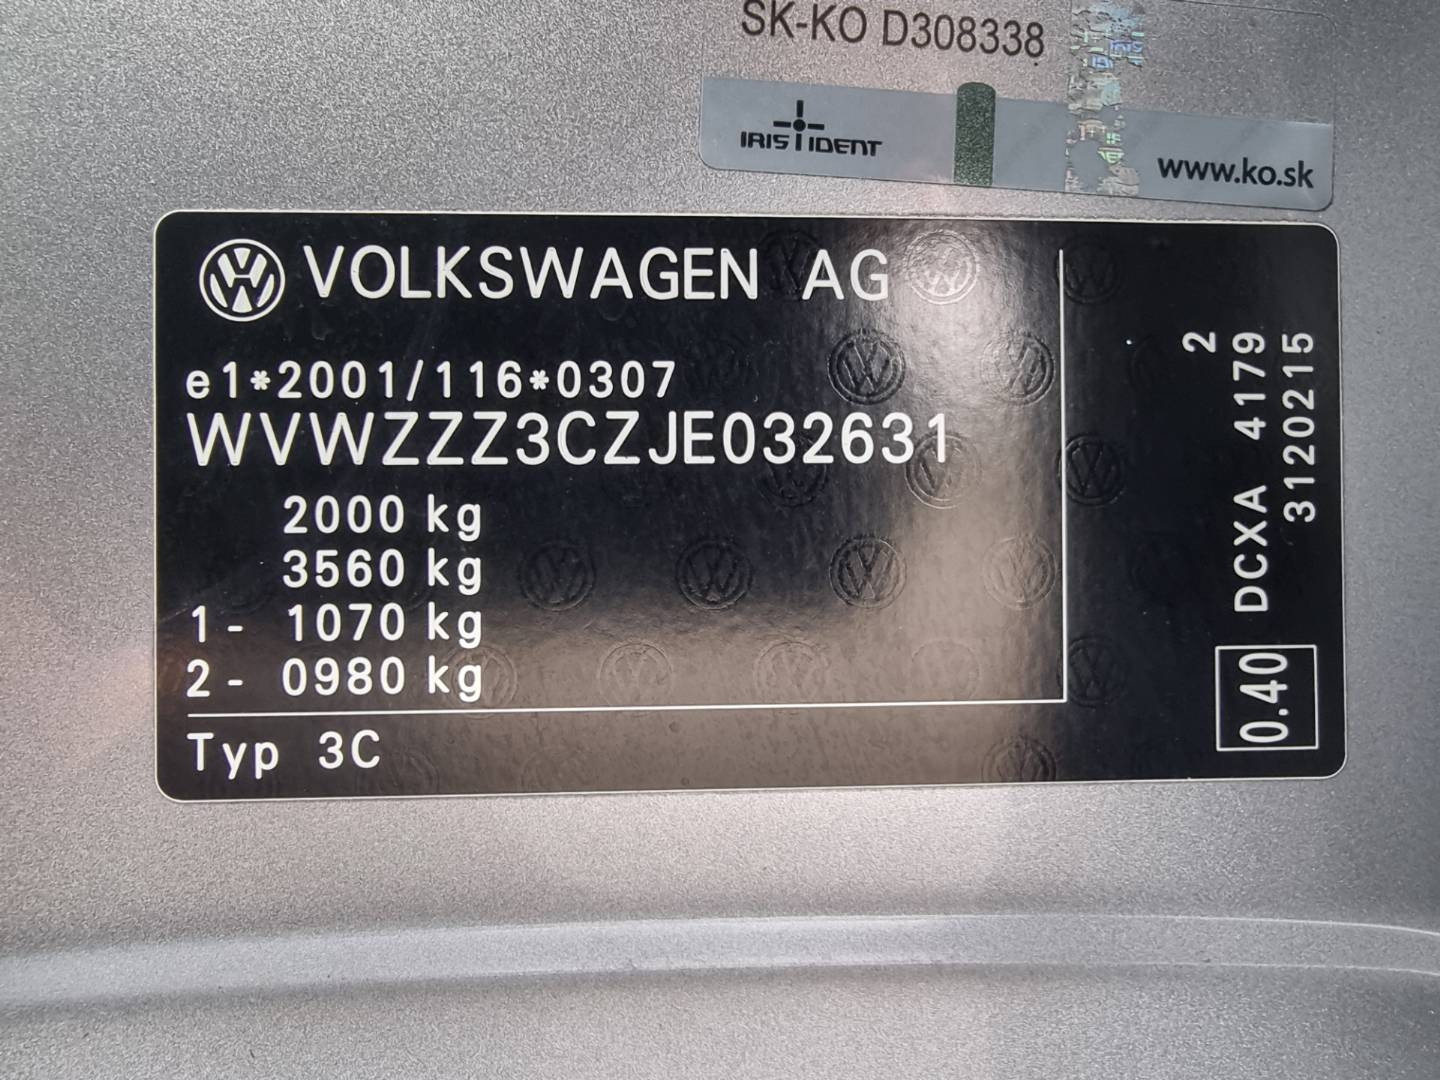 SK-KO D308338
IRIS IDENT
www.ko.sk
VOLKSWAGEN AG
e1*2001/116*0307
WVWZZZ3CZJE032631
2000 kg
3560 kg
1- 1070 kg
2- 0980 kg
Typ 3C
2
DCXA 4179
3120215
0.40